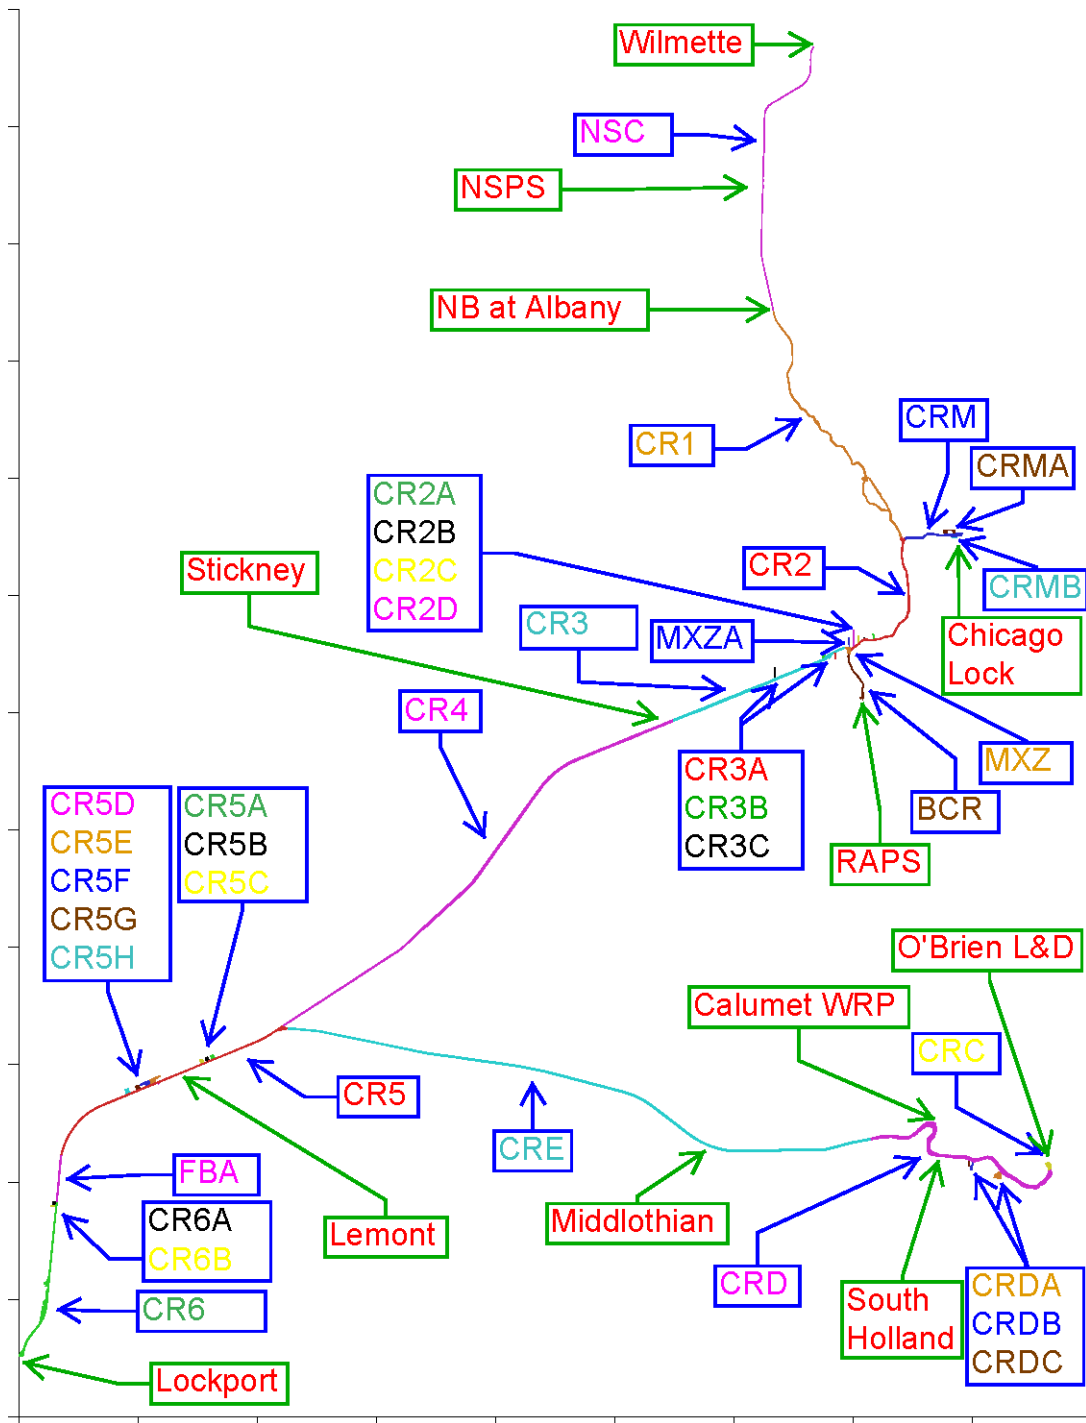 Wilmette
NSC
NSPS
NB at Albany
CRM
CR1
CRMA
CR2A
CR2B
CR2C
CR2D
Stickney
CR2
CRMB
CR3
MXZA
Chicago
Lock
CR4
MXZ
CR3A
CR3B
CR3C
CR5D
CR5E
CR5F
CR5G
CR5H
CR5A
CR5B
CR5C
BCR
RAPS
O'Brien L&D
Calumet WRP
CRC
CR5
CRE
FBA
Lemont
Middlothian
CR6A
CR6B
CRD
South
Holland
CRDA
CRDB
CRDC
CR6
Lockport